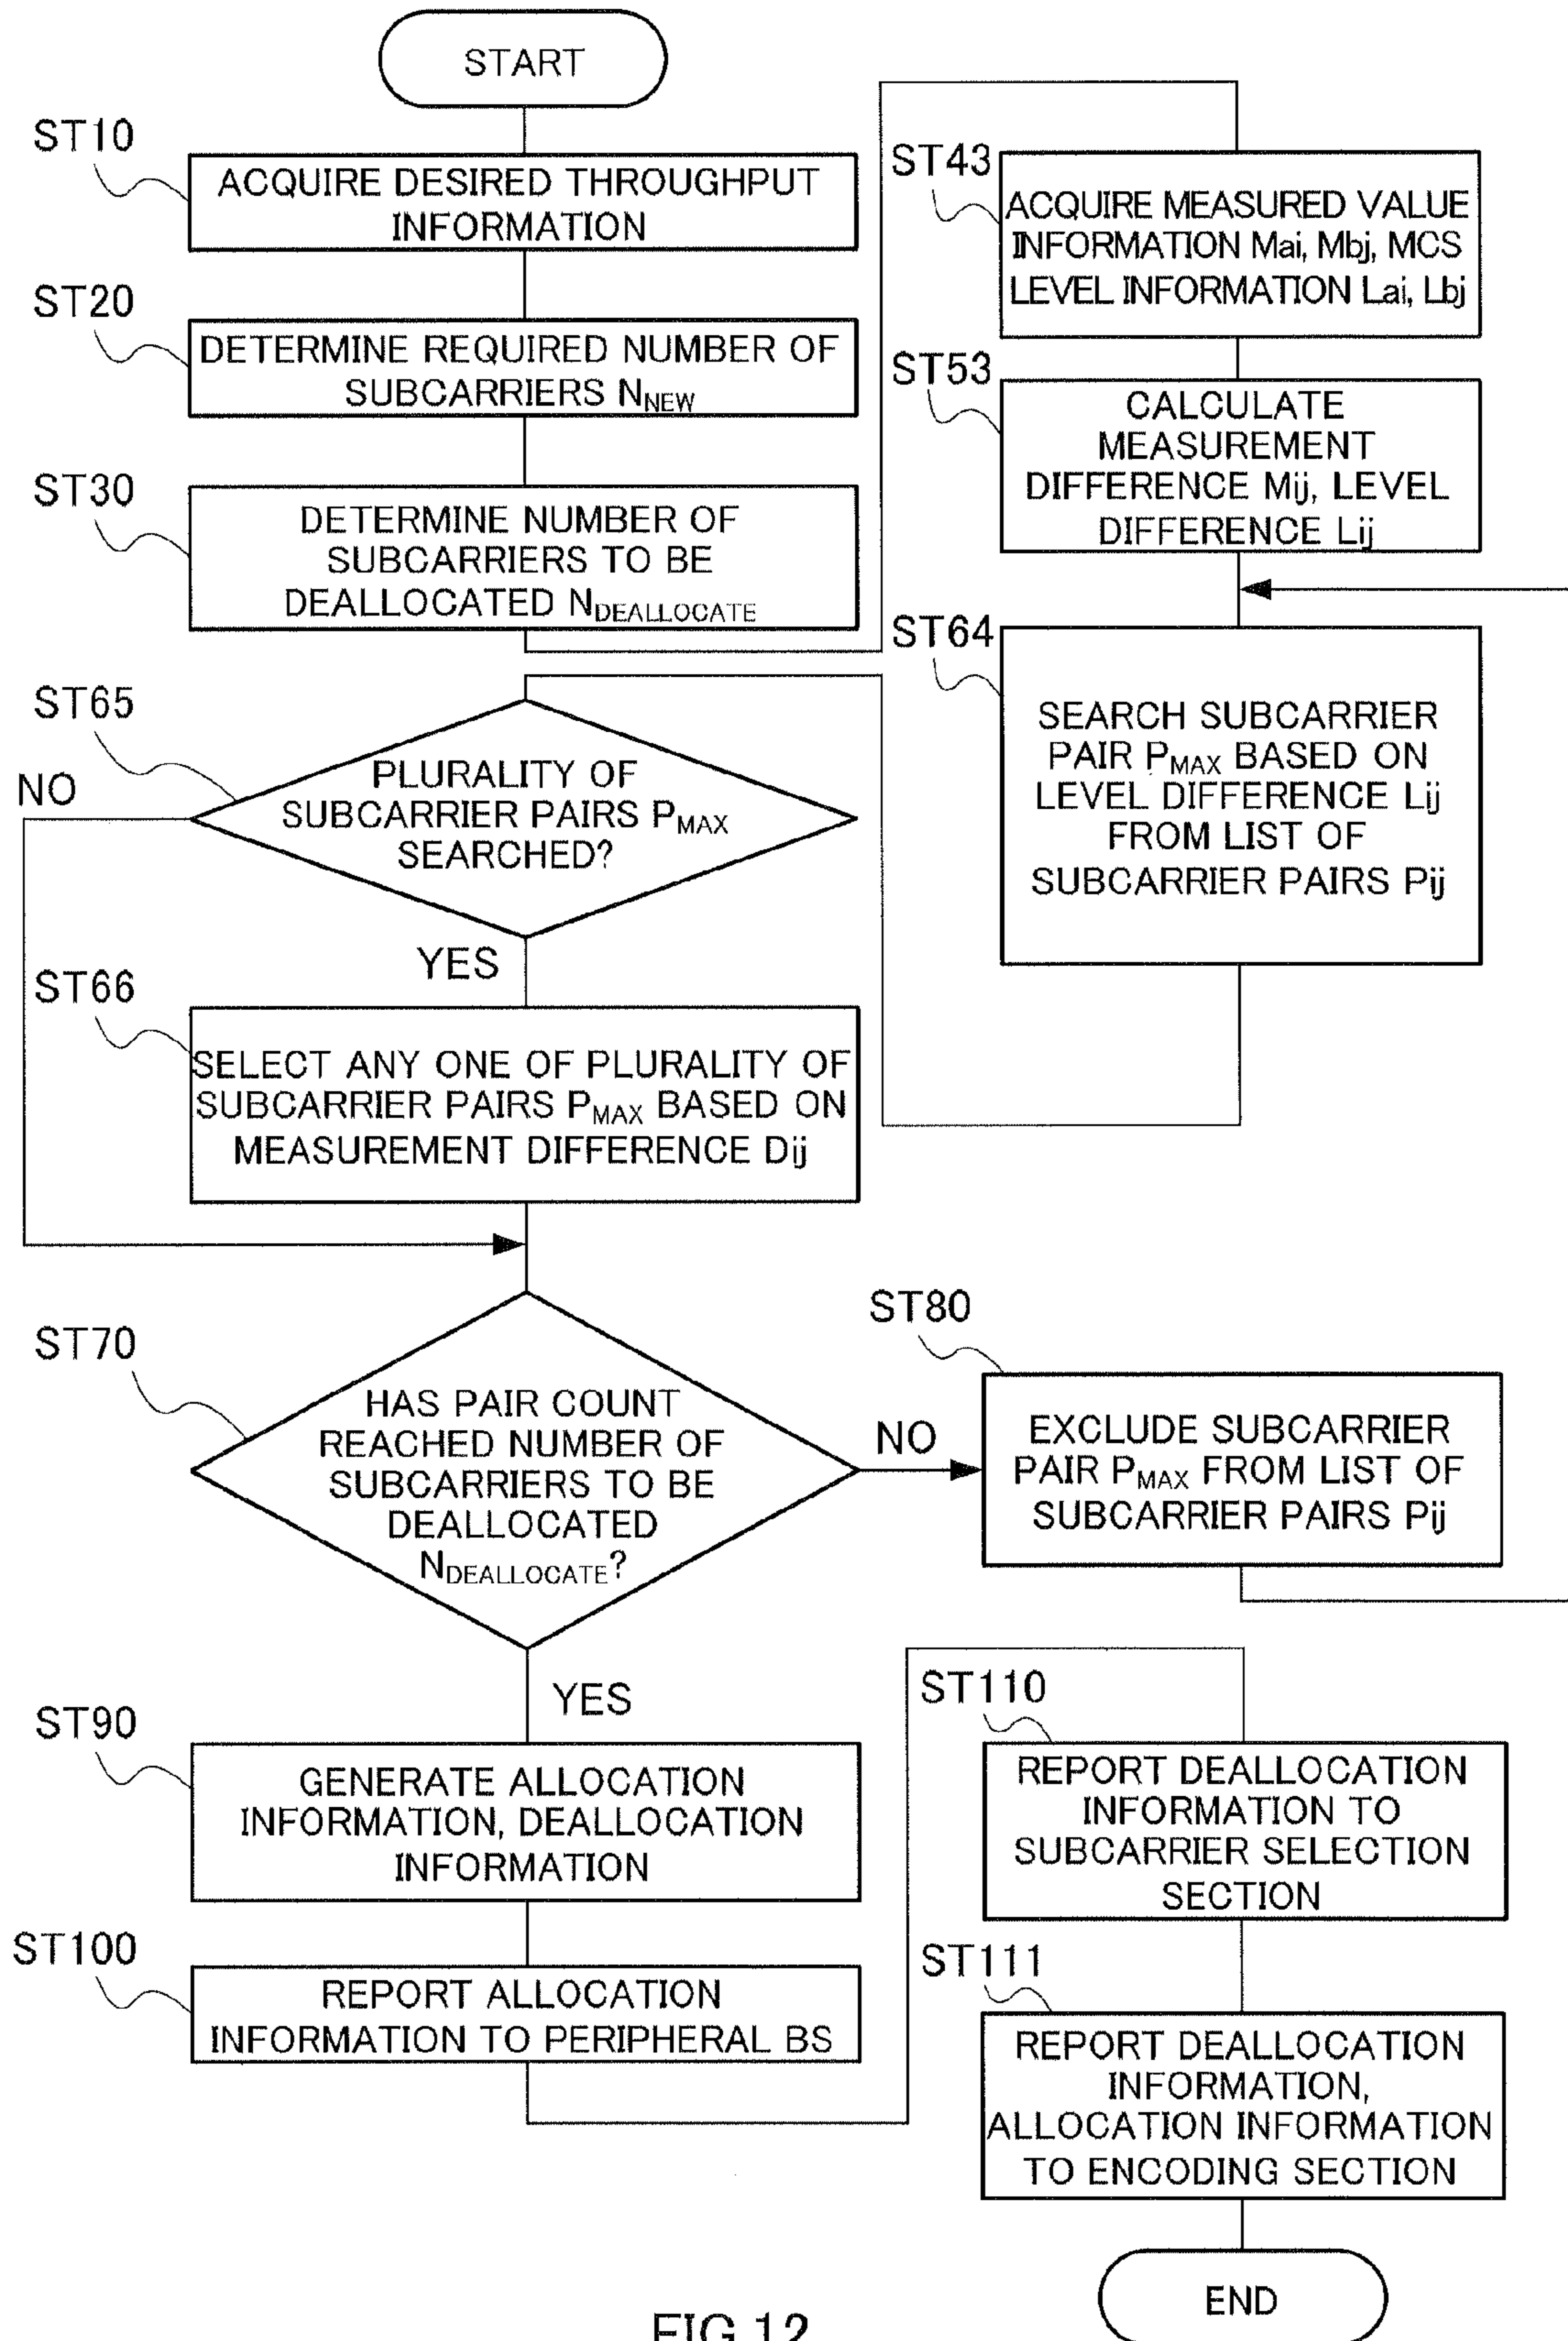 START
ST10
ACQUIRE DESIRED THROUGHPUT
INFORMATION
ST20
DETERMINE REQUIRED NUMBER OF
SUBCARRIERS NNEW
ST30
DETERMINE NUMBER OF
SUBCARRIERS TO BE
DEALLOCATED NDEALLOCATE
ST43
ACQUIRE MEASURED VALUE
INFORMATION Mai, Mbj, MCS
LEVEL INFORMATION Lai, Lbj
ST53
CALCULATE
MEASUREMENT
DIFFERENCE Mij, LEVEL
DIFFERENCE Lij
ST64
SEARCH SUBCARRIER
PAIR PMAX BASED ON
LEVEL DIFFERENCE Lij
FROM LIST OF
SUBCARRIER PAIRS Pij
ST65
PLURALITY OF
SUBCARRIER PAIRS PMAX
SEARCHED?
NO
YES
ST66
SELECT ANY ONE OF PLURALITY OF
SUBCARRIER PAIRS PMAX BASED ON
MEASUREMENT DIFFERENCE Dij
ST70
HAS PAIR COUNT
REACHED NUMBER OF
SUBCARRIERS TO BE
DEALLOCATED
NDEALLOCATE?
NO
ST80
EXCLUDE SUBCARRIER
PAIR PMAX FROM LIST OF
SUBCARRIER PAIRS Pij
YES
ST90
GENERATE ALLOCATION
INFORMATION, DEALLOCATION
INFORMATION
ST100
REPORT ALLOCATION
INFORMATION TO PERIPHERAL BS
ST110
REPORT DEALLOCATION
INFORMATION TO
SUBCARRIER SELECTION
SECTION
ST111
REPORT DEALLOCATION
INFORMATION,
ALLOCATION INFORMATION
TO ENCODING SECTION
END
FIG.12